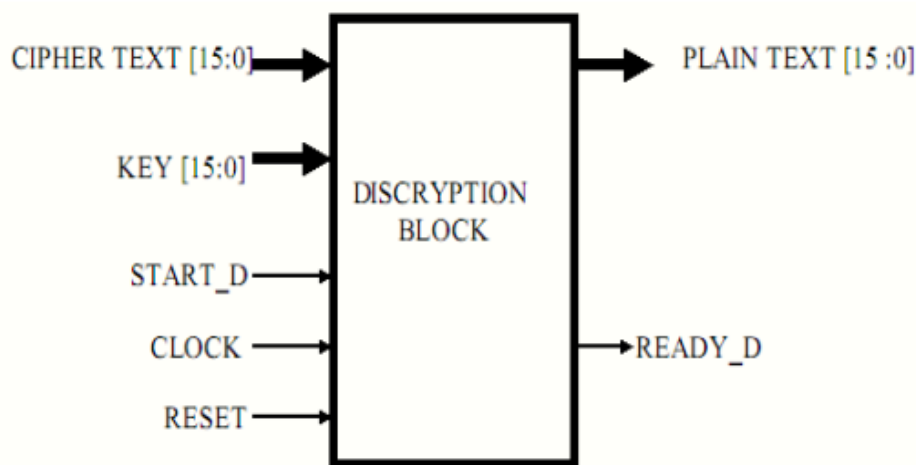 CIPHER TEXT [15:0]
PLAIN TEXT [15 :0]
KEY [15:0]
DISCRYPTION
BLOCK
START_D
CLOCK
READY_D
RESET